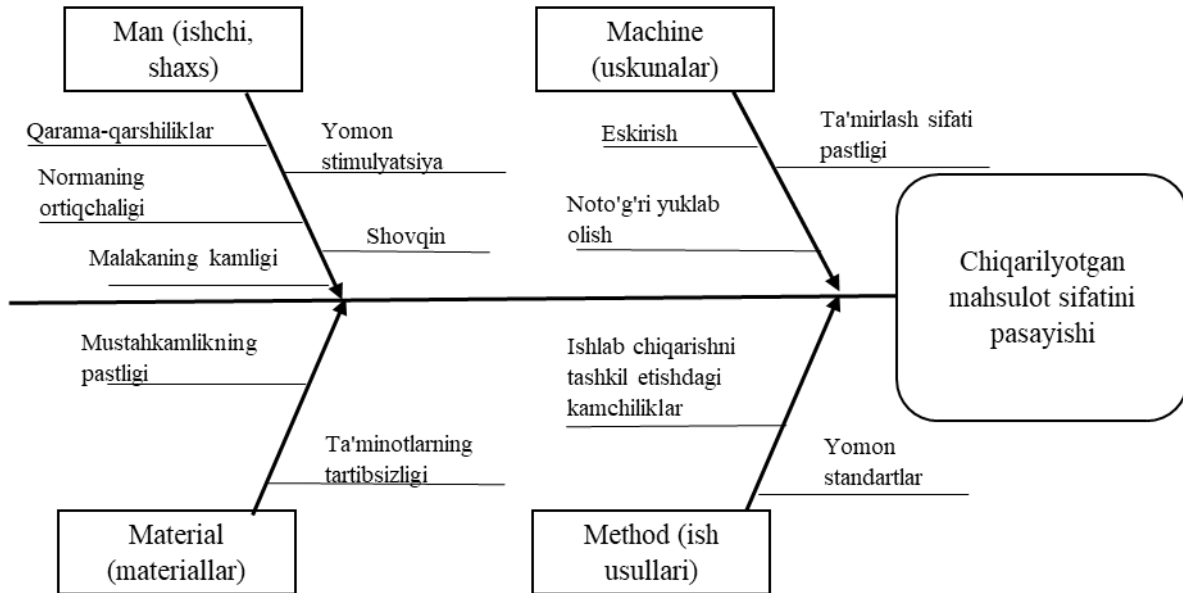 Man (ishchi,
shaxs)
Machine
(uskunalar)
Qarama-qarshiliklar
Yomon
stimulyatsiya
Normaning
ortiqchaligi
Shovqin
Malakaning kamligi
Eskirish
Ta'mirlash sifati
pastligi
Noto'g'ri yuklab
olish
Chiqarilyotgan
mahsulot sifatini
pasayishi
Mustahkamlikning
pastligi
Ta'minotlarning
tartibsizligi
Ishlab chiqarishni
tashkil etishdagi
kamchiliklar
Yomon
standartlar
Material
(materiallar)
Method (ish
usullari)